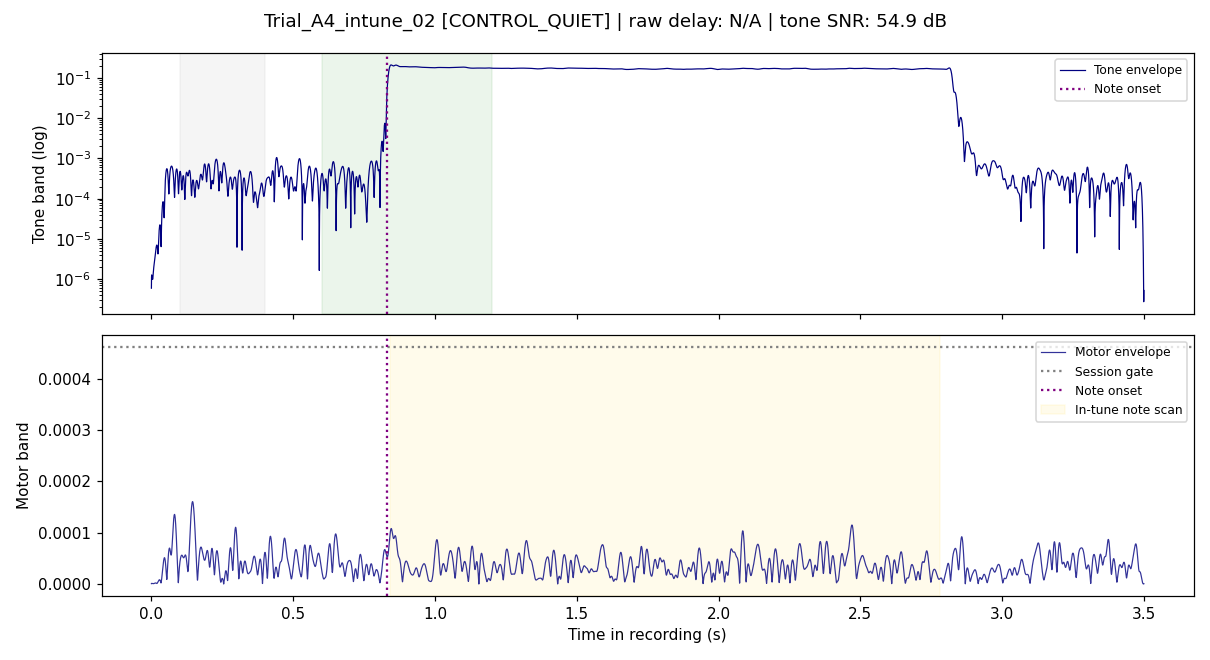 Trial_A4_intune_02 [CONTROL_QUIET] | raw delay: N/A | tone SNR: 54.9 dB
Tone band (log)
10⁻¹
10⁻²
10⁻³
10⁻⁴
10⁻⁵
10⁻⁶
Tone envelope
Note onset
Motor band
0.0004
0.0003
0.0002
0.0001
0.0000
Motor envelope
Session gate
Note onset
In-tune note scan
0.0 0.5 1.0 1.5 2.0 2.5 3.0 3.5
Time in recording (s)